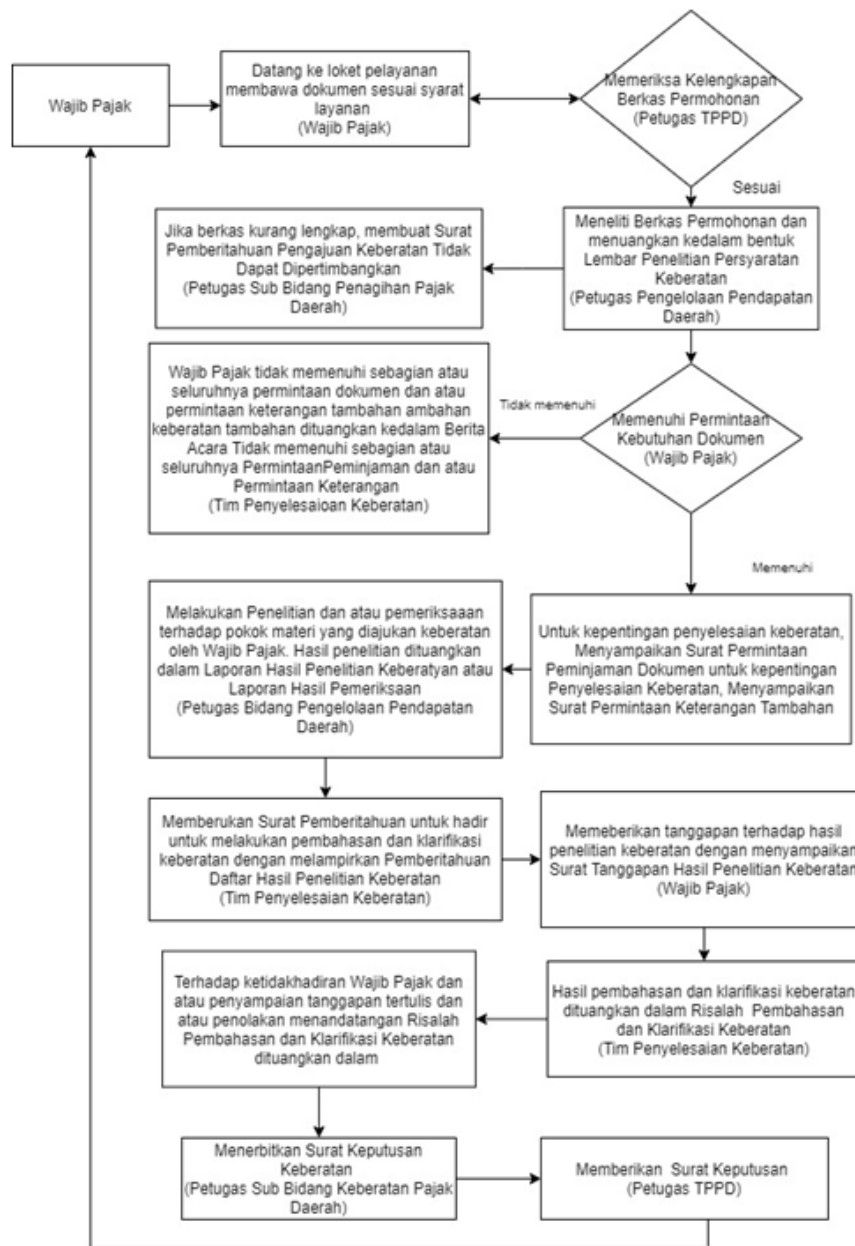 Wajib Pajak
Datang ke loket pelayanan
membawa dokumen sesuai syarat
layanan
(Wajib Pajak)
Memeriksa Kelengkapan
Berkas Permohonan
(Petugas TPPD)
Sesuai
Meneliti Berkas Permohonan dan
menuangkan kedalam bentuk
Lembar Penelitian Persyaratan
Keberatan
(Petugas Pengelolaan Pendapatan
Daerah)
Jika berkas kurang lengkap, membuat Surat
Pemberitahuan Pengajuan Keberatan Tidak
Dapat Dipertimbangkan
(Petugas Sub Bidang Penagihan Pajak
Daerah)
Memenuhi Permintaan
Kebutuhan Dokumen
(Wajib Pajak)
Tidak memenuhi
Wajib Pajak tidak memenuhi sebagian atau
seluruhnya permintaan dokumen dan atau
permintaan keterangan tambahan ambahan
keberatan tambahan dituangkan kedalam Berita
Acara Tidak memenuhi sebagian atau
seluruhnya PermintaanPeminjaman dan atau
Permintaan Keterangan
(Tim Penyelesaioan Keberatan)
Memenuhi
Untuk kepentingan penyelesaian keberatan,
Menyampaikan Surat Permintaan
Peminjaman Dokumen untuk kepentingan
Penyelesaian Keberatan, Menyampaikan
Surat Permintaan Keterangan Tambahan
Melakukan Penelitian dan atau pemeriksaaan
terhadap pokok materi yang diajukan keberatan
oleh Wajib Pajak. Hasil penelitian dituangkan
dalam Laporan Hasil Penelitian Keberatyan atau
Laporan Hasil Pemeriksaan
(Petugas Bidang Pengelolaan Pendapatan
Daerah)
Memberukan Surat Pemberitahuan untuk hadir
untuk melakukan pembahasan dan klarifikasi
keberatan dengan melampirkan Pemberitahuan
Daftar Hasil Penelitian Keberatan
(Tim Penyelesaian Keberatan)
Memeberikan tanggapan terhadap hasil
penelitian keberatan dengan menyampaikan
Surat Tanggapan Hasil Penelitian Keberatan
(Wajib Pajak)
Hasil pembahasan dan klarifikasi keberatan
dituangkan dalam Risalah Pembahasan
dan Klarifikasi Keberatan
(Tim Penyelesaian Keberatan)
Terhadap ketidakhadiran Wajib Pajak dan
atau penyampaian tanggapan tertulis dan
atau penolakan menandatangan Risalah
Pembahasan dan Klarifikasi Keberatan
dituangkan dalam
Menerbitkan Surat Keputusan
Keberatan
(Petugas Sub Bidang Keberatan Pajak
Daerah)
Memberikan Surat Keputusan
(Petugas TPPD)